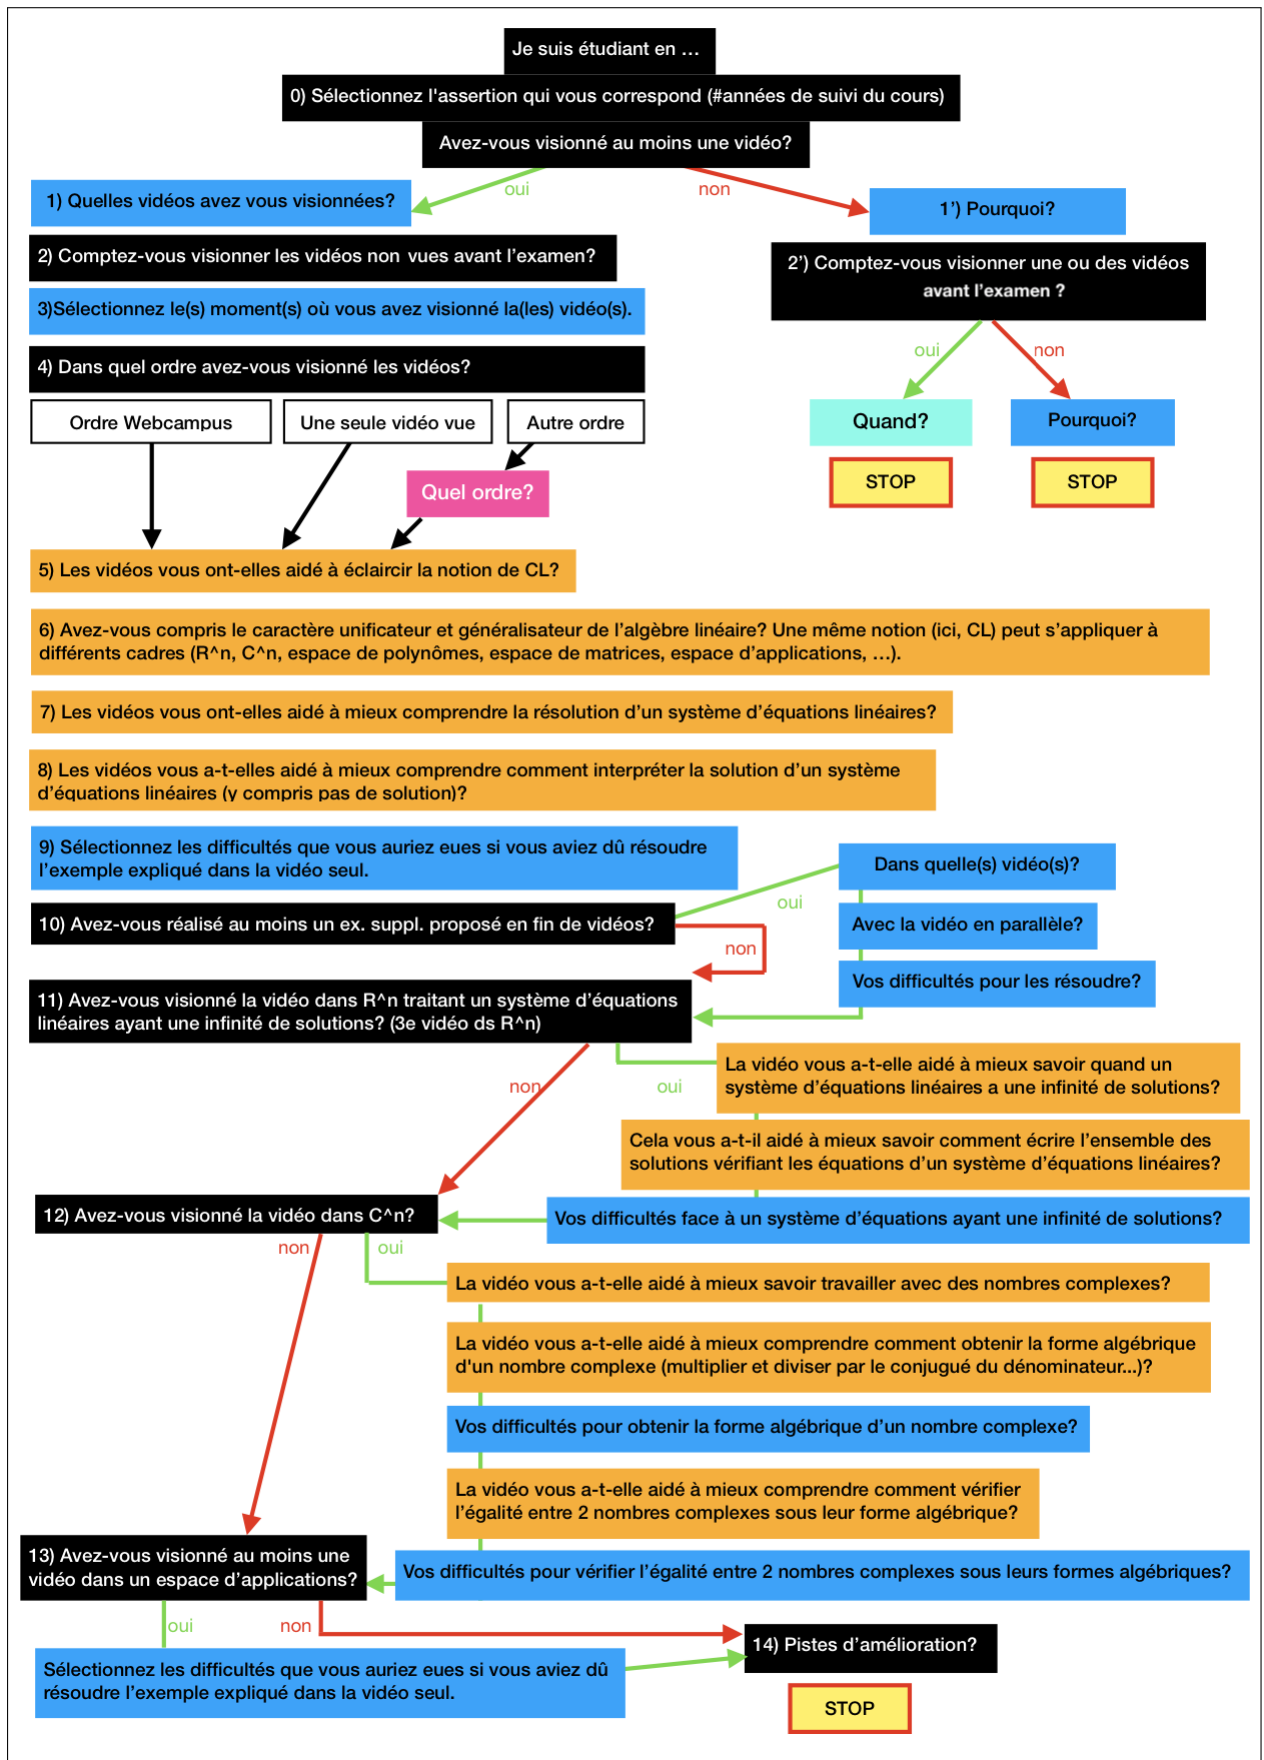 Je suis étudiant en ...
0) Sélectionnez l'assertion qui vous correspond (#années de suivi du cours)
Avez-vous visionné au moins une vidéo?
oui
non
1) Quelles vidéos avez vous visionnées?
1') Pourquoi?
2) Comptez-vous visionner les vidéos non vues avant l'examen?
2') Comptez-vous visionner une ou des vidéos
avant l'examen ?
3)Sélectionnez le(s) moment(s) où vous avez visionné la(les) vidéo(s).
oui
non
4) Dans quel ordre avez-vous visionné les vidéos?
Ordre Webcampus
Une seule vidéo vue
Autre ordre
Quand?
Pourquoi?
STOP
STOP
Quel ordre?
5) Les vidéos vous ont-elles aidé à éclaircir la notion de CL?
6) Avez-vous compris le caractère unificateur et généralisateur de l'algèbre linéaire? Une même notion (ici, CL) peut s'appliquer à
différents cadres (R^n, C^n, espace de polynômes, espace de matrices, espace d'applications, ...).
7) Les vidéos vous ont-elles aidé à mieux comprendre la résolution d'un système d'équations linéaires?
8) Les vidéos vous a-t-elles aidé à mieux comprendre comment interpréter la solution d'un système
d'équations linéaires (y compris pas de solution)?
9) Sélectionnez les difficultés que vous auriez eues si vous aviez dû résoudre
l'exemple expliqué dans la vidéo seul.
Dans quelle(s) vidéo(s)?
oui
10) Avez-vous réalisé au moins un ex. suppl. proposé en fin de vidéos?
Avec la vidéo en parallèle?
non
Vos difficultés pour les résoudre?
11) Avez-vous visionné la vidéo dans R^n traitant un système d'équations
linéaires ayant une infinité de solutions? (3e vidéo ds R^n)
non
oui
La vidéo vous a-t-elle aidé à mieux savoir quand un
système d'équations linéaires a une infinité de solutions?
Cela vous a-t-il aidé à mieux savoir comment écrire l'ensemble des
solutions vérifiant les équations d'un système d'équations linéaires?
12) Avez-vous visionné la vidéo dans C^n?
Vos difficultés face à un système d'équations ayant une infinité de solutions?
non
oui
La vidéo vous a-t-elle aidé à mieux savoir travailler avec des nombres complexes?
La vidéo vous a-t-elle aidé à mieux comprendre comment obtenir la forme algébrique
d'un nombre complexe (multiplier et diviser par le conjugué du dénominateur...)?
Vos difficultés pour obtenir la forme algébrique d'un nombre complexe?
La vidéo vous a-t-elle aidé à mieux comprendre comment vérifier
l'égalité entre 2 nombres complexes sous leur forme algébrique?
13) Avez-vous visionné au moins une
vidéo dans un espace d'applications?
Vos difficultés pour vérifier l'égalité entre 2 nombres complexes sous leurs formes algébriques?
oui
non
14) Pistes d'amélioration?
Sélectionnez les difficultés que vous auriez eues si vous aviez dû
résoudre l'exemple expliqué dans la vidéo seul.
STOP